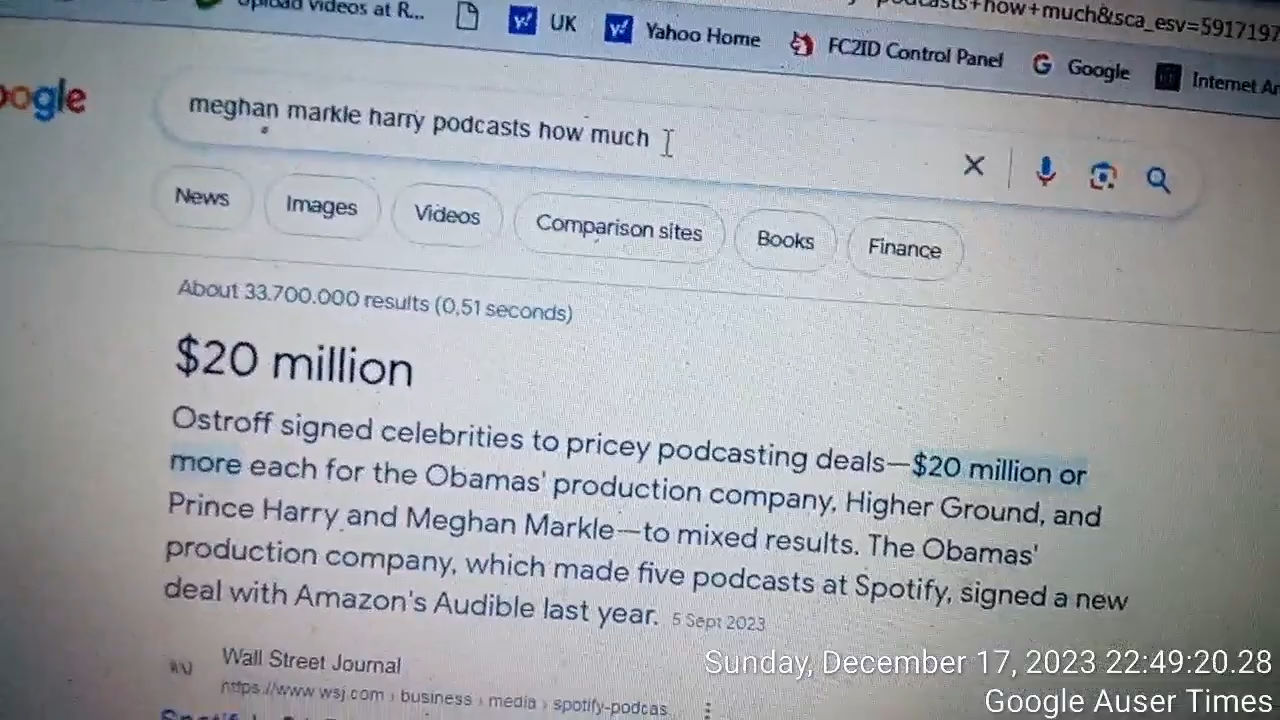 podcasts+how+much&sca_esv=5917197
Upload videos at R... UK Yahoo Home FC2ID Control Panel Google Internet Ar
oogle
meghan markle harry podcasts how much
News Images Videos Comparison sites Books Finance
About 33.700.000 results (0,51 seconds)
$20 million
Ostroff signed celebrities to pricey podcasting deals—$20 million or
more each for the Obamas' production company, Higher Ground, and
Prince Harry and Meghan Markle—to mixed results. The Obamas'
production company, which made five podcasts at Spotify, signed a new
deal with Amazon's Audible last year. 5 Sept 2023
Wall Street Journal
https://www.wsj.com › business › media › spotify-podcas...
Sunday, December 17, 2023 22:49:20.28
Google Auser Times